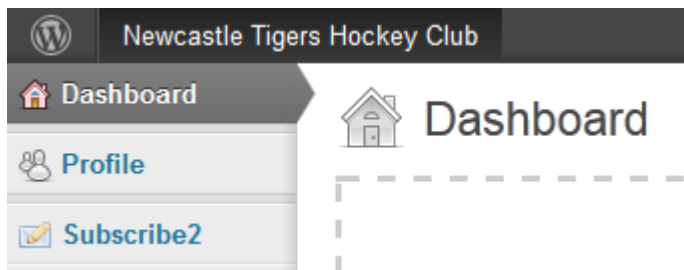 Newcastle Tigers Hockey Club
Dashboard
Dashboard
Profile
Subscribe2